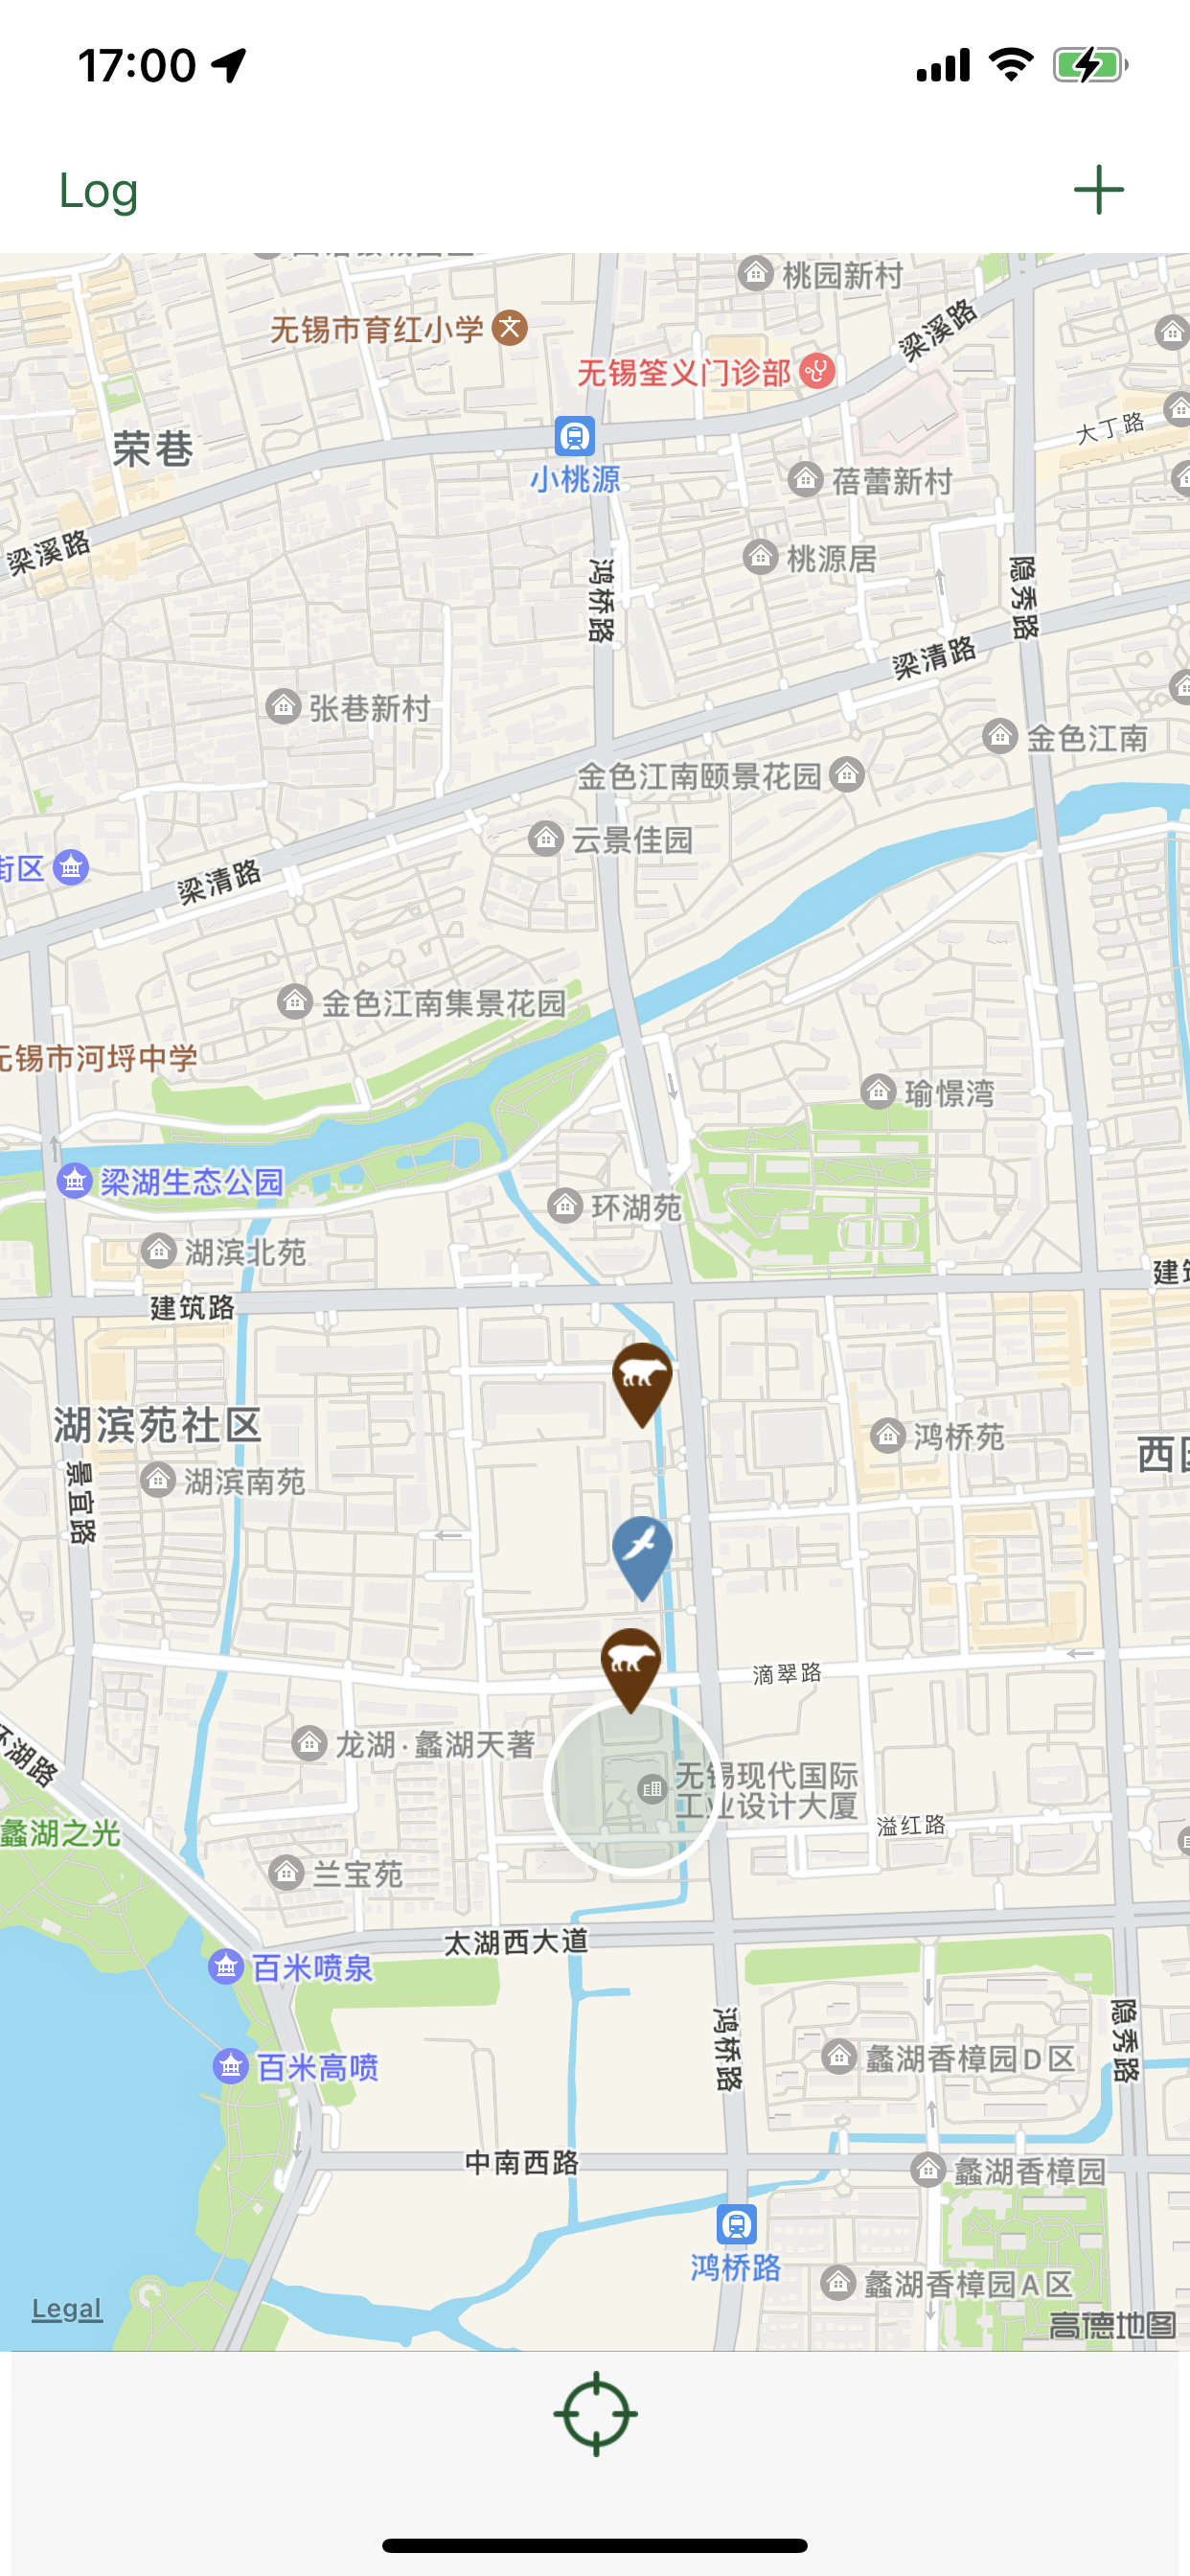 17:00
Log
桃园新村
无锡市育红小学
梁溪路
无锡筌义门诊部
荣巷
大丁路
小桃源
蓓蕾新村
梁溪路
桃源居
鸿桥路
隐秀路
梁清路
张巷新村
金色江南
金色江南颐景花园
云景佳园
街区
梁清路
金色江南集景花园
无锡市河埒中学
瑜憬湾
梁湖生态公园
环湖苑
湖滨北苑
建筑路
湖滨苑社区
鸿桥苑
湖滨南苑
景宜路
滴翠路
环湖路
龙湖·蠡湖天著
无锡现代国际
工业设计大厦
蠡湖之光
溢红路
兰宝苑
太湖西大道
百米喷泉
鸿桥路
隐秀路
蠡湖香樟园D区
百米高喷
中南西路
蠡湖香樟园
鸿桥路
蠡湖香樟园A区
Legal
高德地图